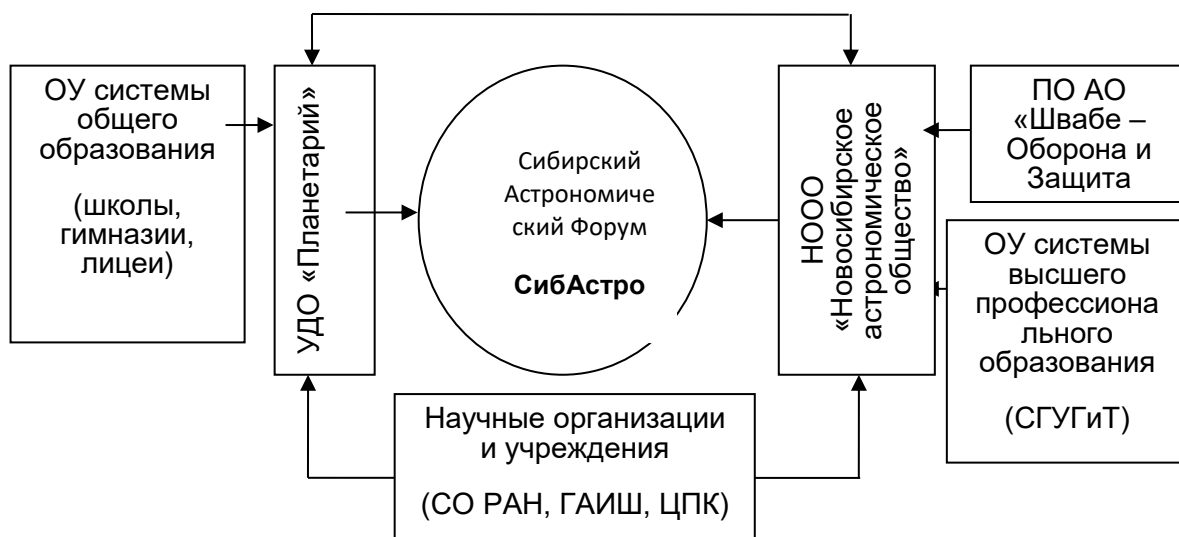 ОУ системы
общего
образования
(школы,
гимназии,
лицеи)
УДО «Планетарий»
Сибирский
Астрономиче
ский Форум
СибАстро
НООО
«Новосибирское
астрономическое
общество»
ПО АО
«Швабе –
Оборона и
Защита
ОУ системы
высшего
профессиона
льного
образования
(СГУГиТ)
Научные организации
и учреждения
(СО РАН, ГАИШ, ЦПК)